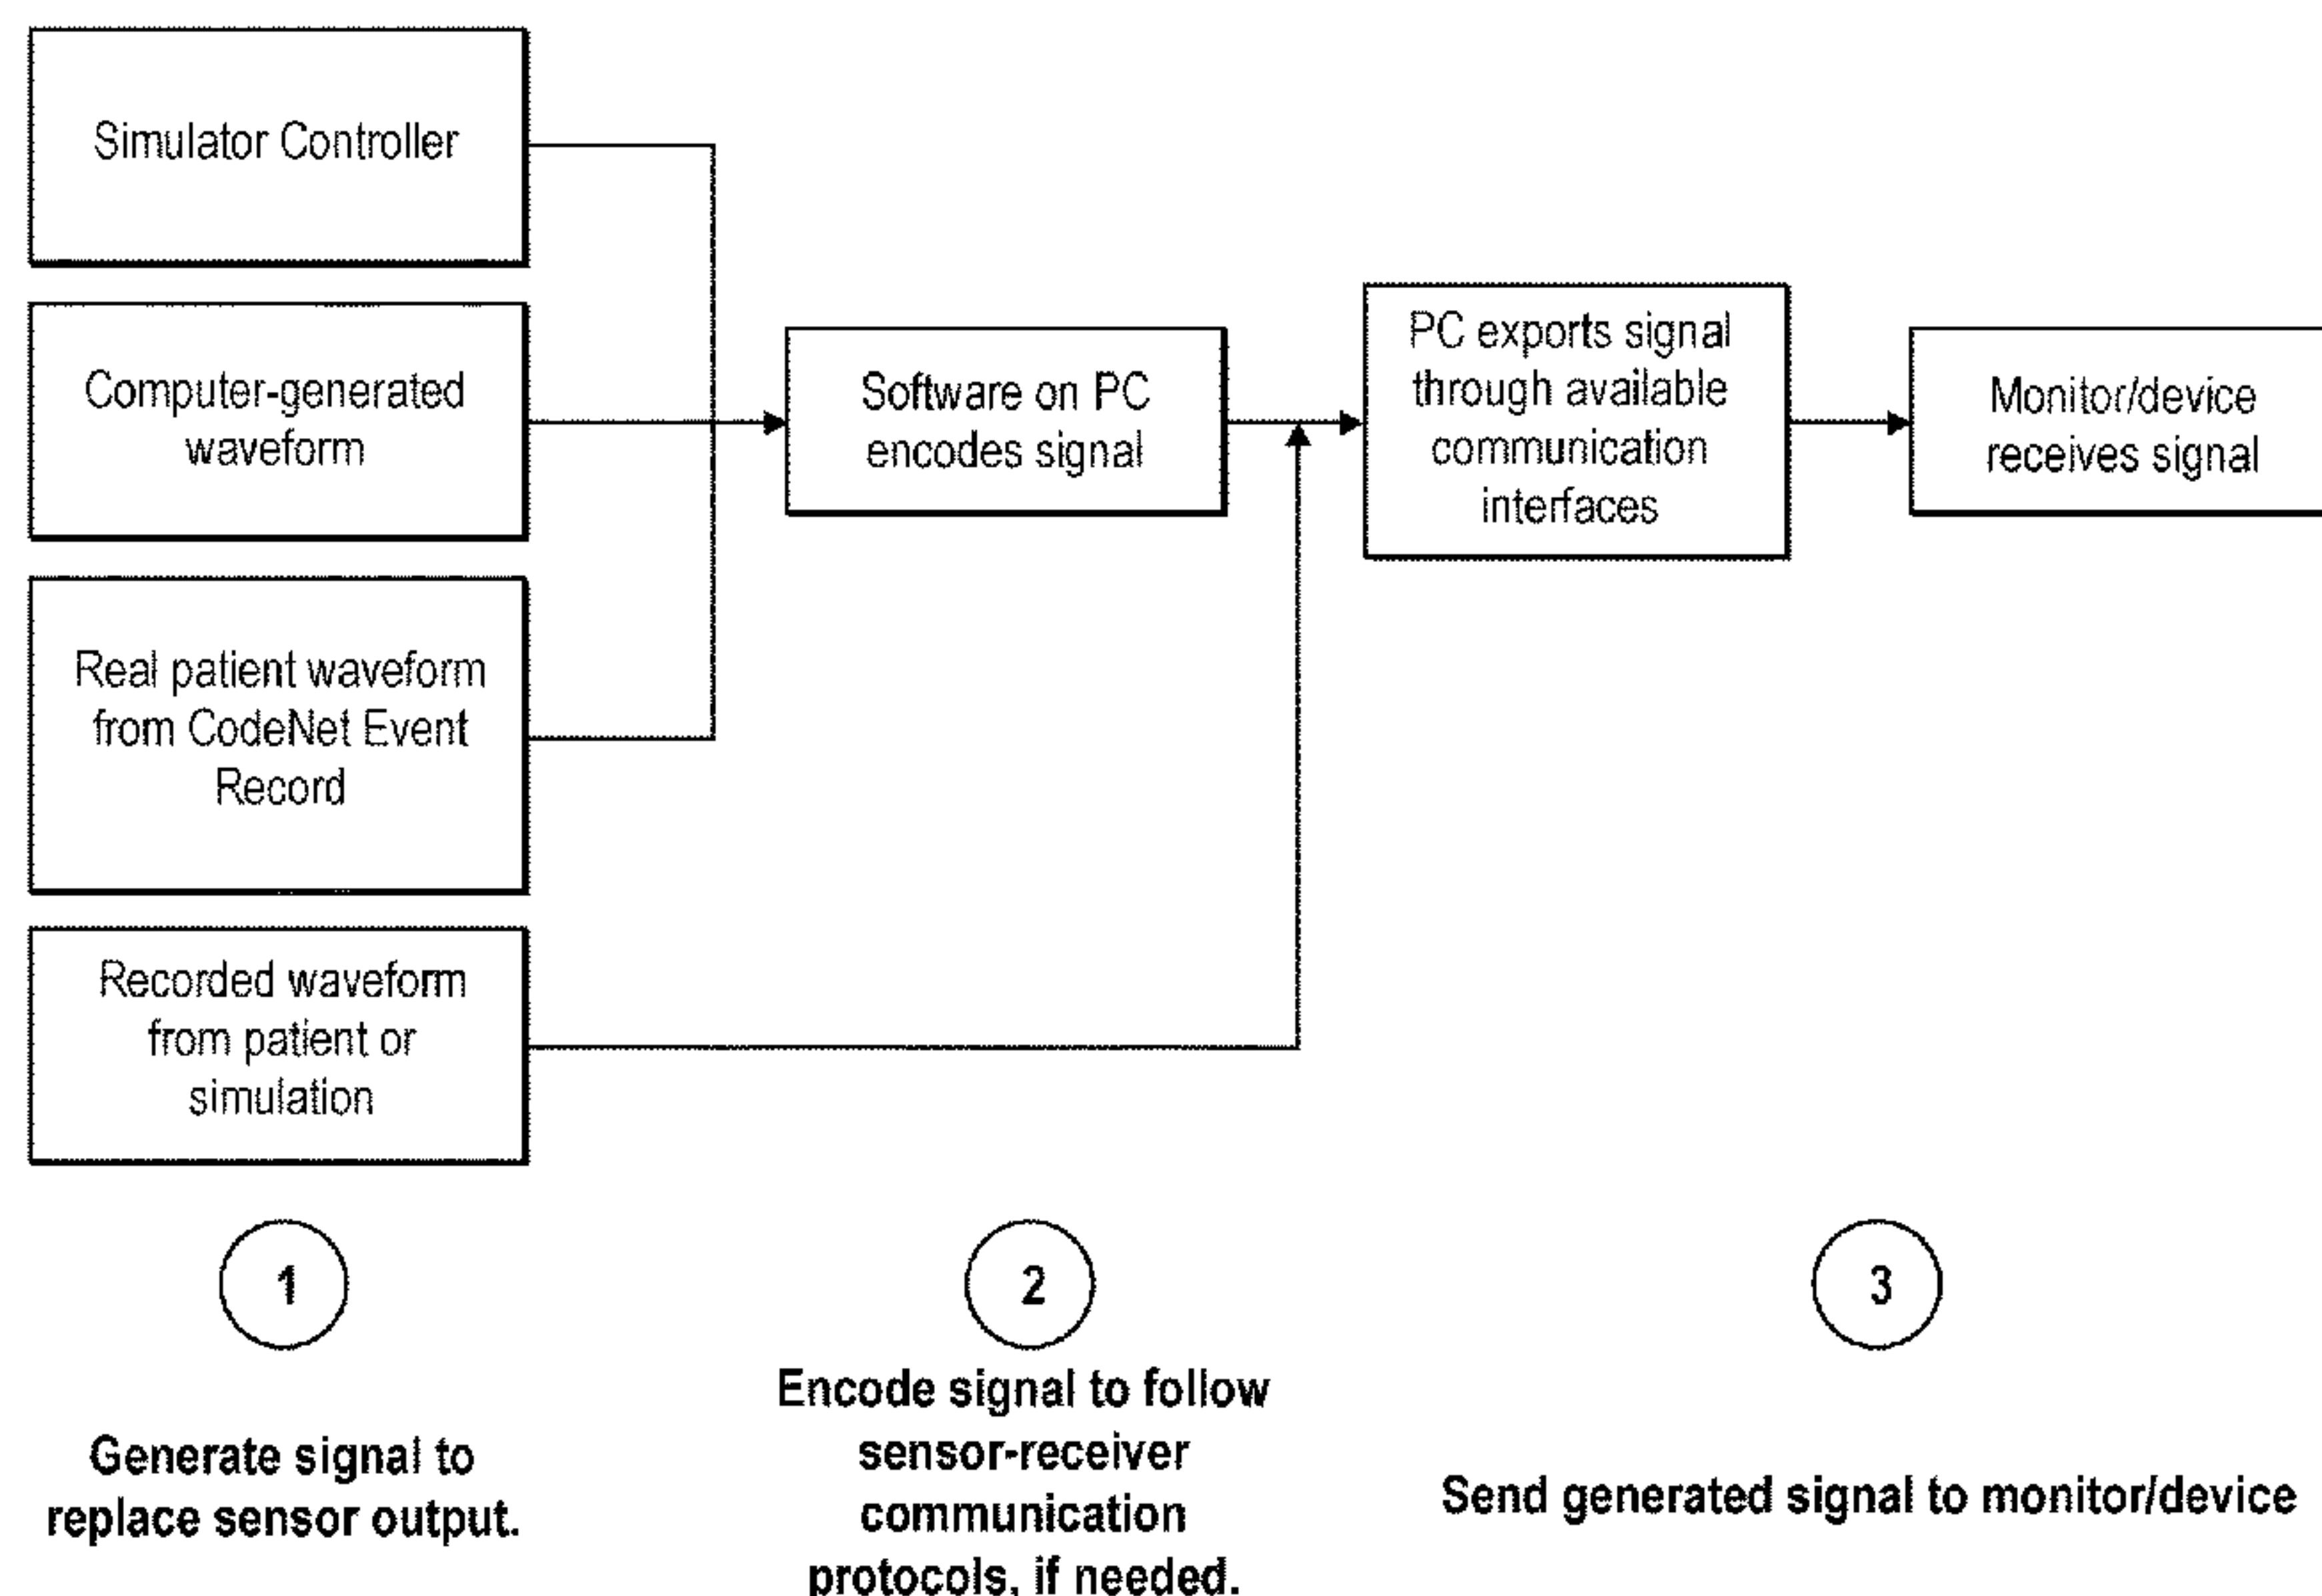 Simulator Controller
Computer-generated
waveform
Real patient waveform
from CodeNet Event
Record
Recorded waveform
from patient or
simulation
Software on PC
encodes signal
PC exports signal
through available
communication
interfaces
Monitor/device
receives signal
1
Generate signal to
replace sensor output.
2
Encode signal to follow
sensor-receiver
communication
protocols, if needed.
3
Send generated signal to monitor/device